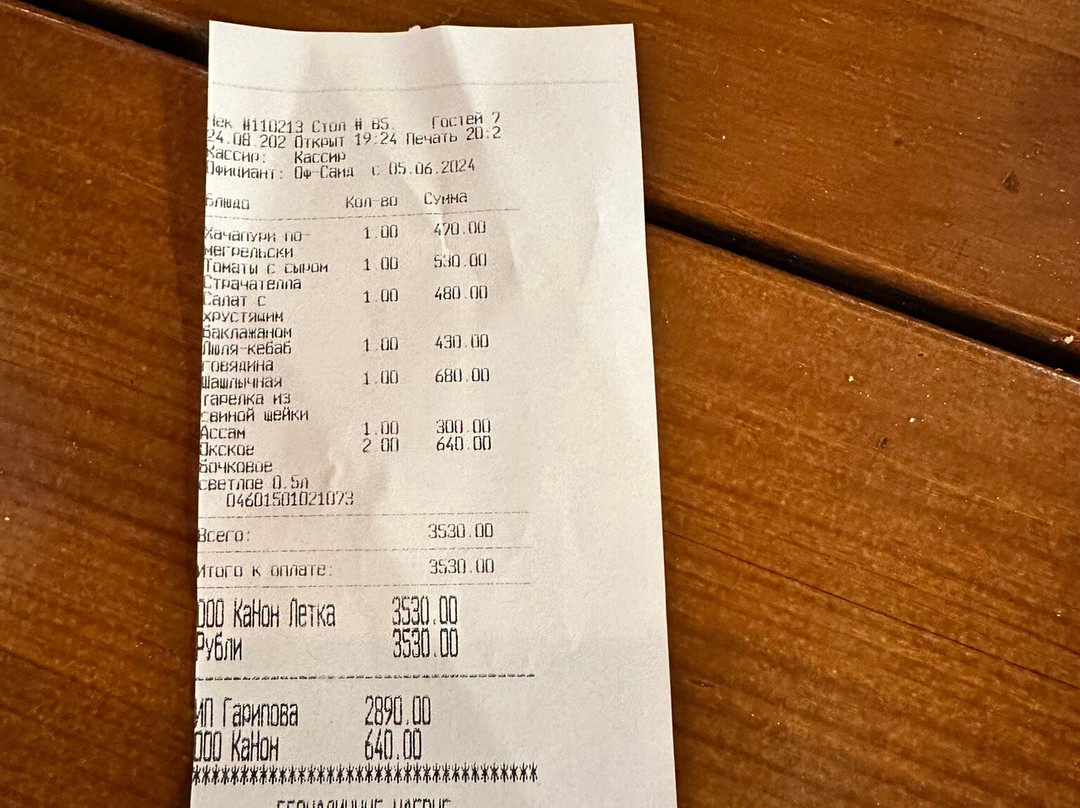 Чек #110213 Стол # 85. Гостей 7
24.08.202 Открыт 19:24 Печать 20:2
Кассир: Кассир
Официант: Оф-Саид с 05.06.2024
Блюдо Кол-во Сумма
Хачапури по- 1.00 470.00
мегрельски
Томаты с сыром 1.00 530.00
Страчателла
Салат с 1.00 480.00
хрустящим
баклажаном
Люля-кебаб 1.00 430.00
говядина
Шашлычная 1.00 680.00
тарелка из
свиной шейки
Ассам 1.00 300.00
Окское 2.00 640.00
бочковое
светлое 0.5л
04601501021073
Всего: 3530.00
Итого к оплате: 3530.00
ООО КаНон Летка 3530.00
Рубли 3530.00
ИП Гарипова 2890.00
ООО КаНон 640.00
**********************************